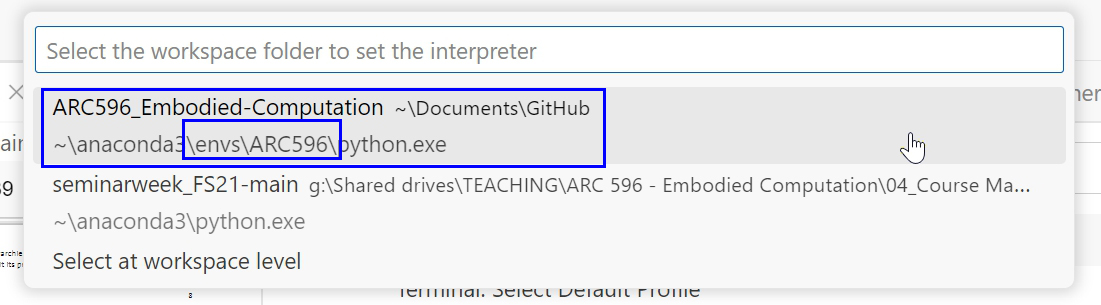 Select the workspace folder to set the interpreter
ARC596_Embodied-Computation ~\Documents\GitHub
~\anaconda3\envs\ARC596\python.exe
seminarweek_FS21-main g:\Shared drives\TEACHING\ARC 596 - Embodied Computation\04_Course Ma...
~\anaconda3\python.exe
Select at workspace level
8
Terminal: Select Default Profile